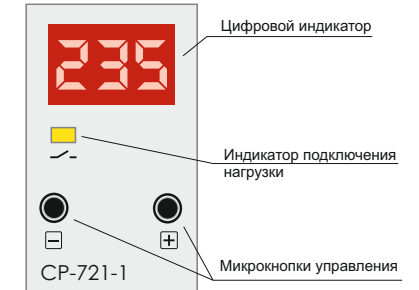 Цифровой индикатор
235
Индикатор подключения
нагрузки
− +
Микрокнопки управления
CP-721-1